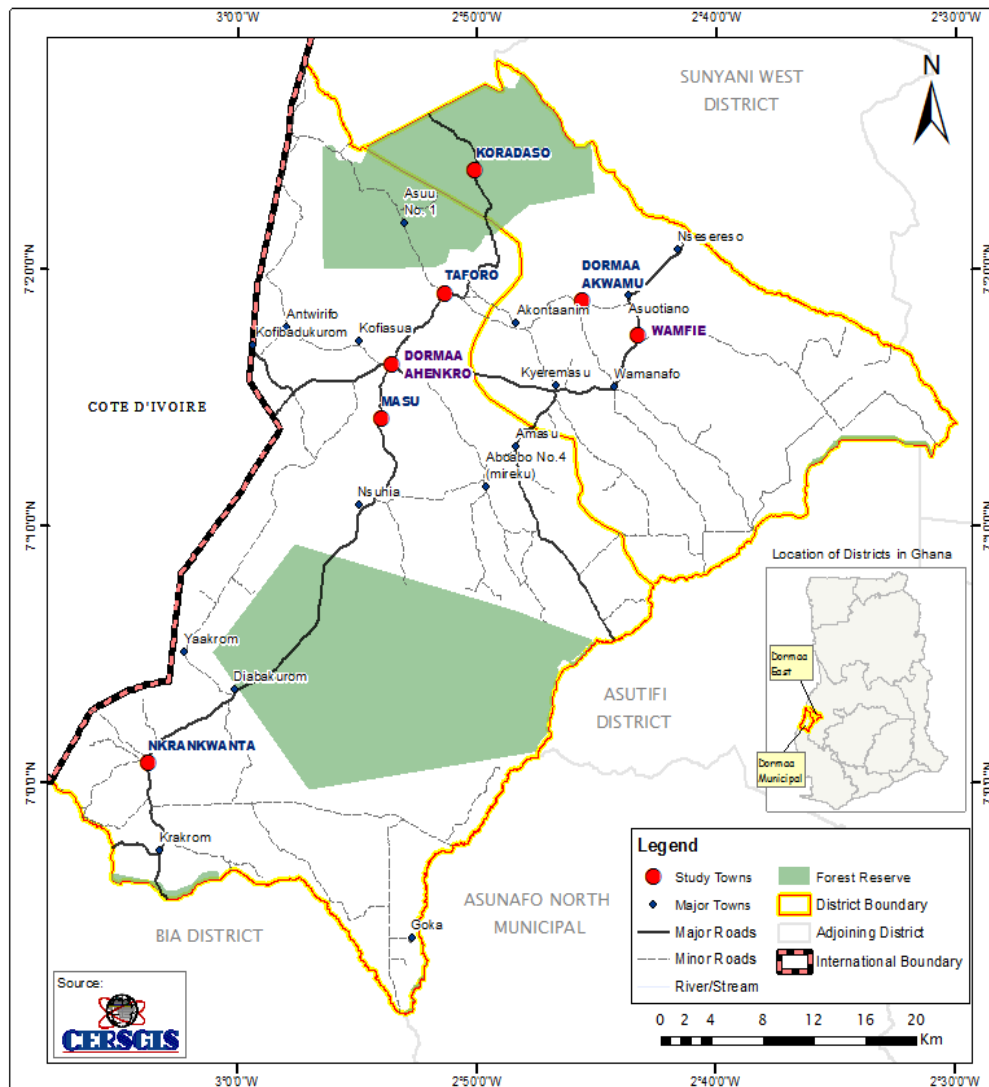 3°0'0"W
2°50'0"W
2°40'0"W
2°30'0"W
SUNYANI WEST
DISTRICT
N
KORADASO
Asuu
No. 1
Nsesereso
7°20'0"N
7°20'0"N
TAFORO
DORMAA
AKWAMU
Antwirifo
Kofibadukurom
Kofiasua
Akontaanim
Asuotiano
WAMFIE
DORMAA
AHENKRO
Kyeremasu
Wamanafo
COTE D'IVOIRE
MASU
Amasu
Aboabo No.4
(mireku)
Nsuhia
7°10'0"N
7°10'0"N
Location of Districts in Ghana
Yaakrom
Dormaa
East
Diabakurom
ASUTIFI
DISTRICT
NKRANKWANTA
Dormaa
Municipal
7°0'0"N
7°0'0"N
Krakrom
Legend
Study Towns
Forest Reserve
Major Towns
District Boundary
Major Roads
Adjoining District
Minor Roads
International Boundary
River/Stream
ASUNAFO NORTH
MUNICIPAL
BIA DISTRICT
Goka
Source:
CERSGIS
0 2 4 8 12 16 20
Km
3°0'0"W
2°50'0"W
2°40'0"W
2°30'0"W